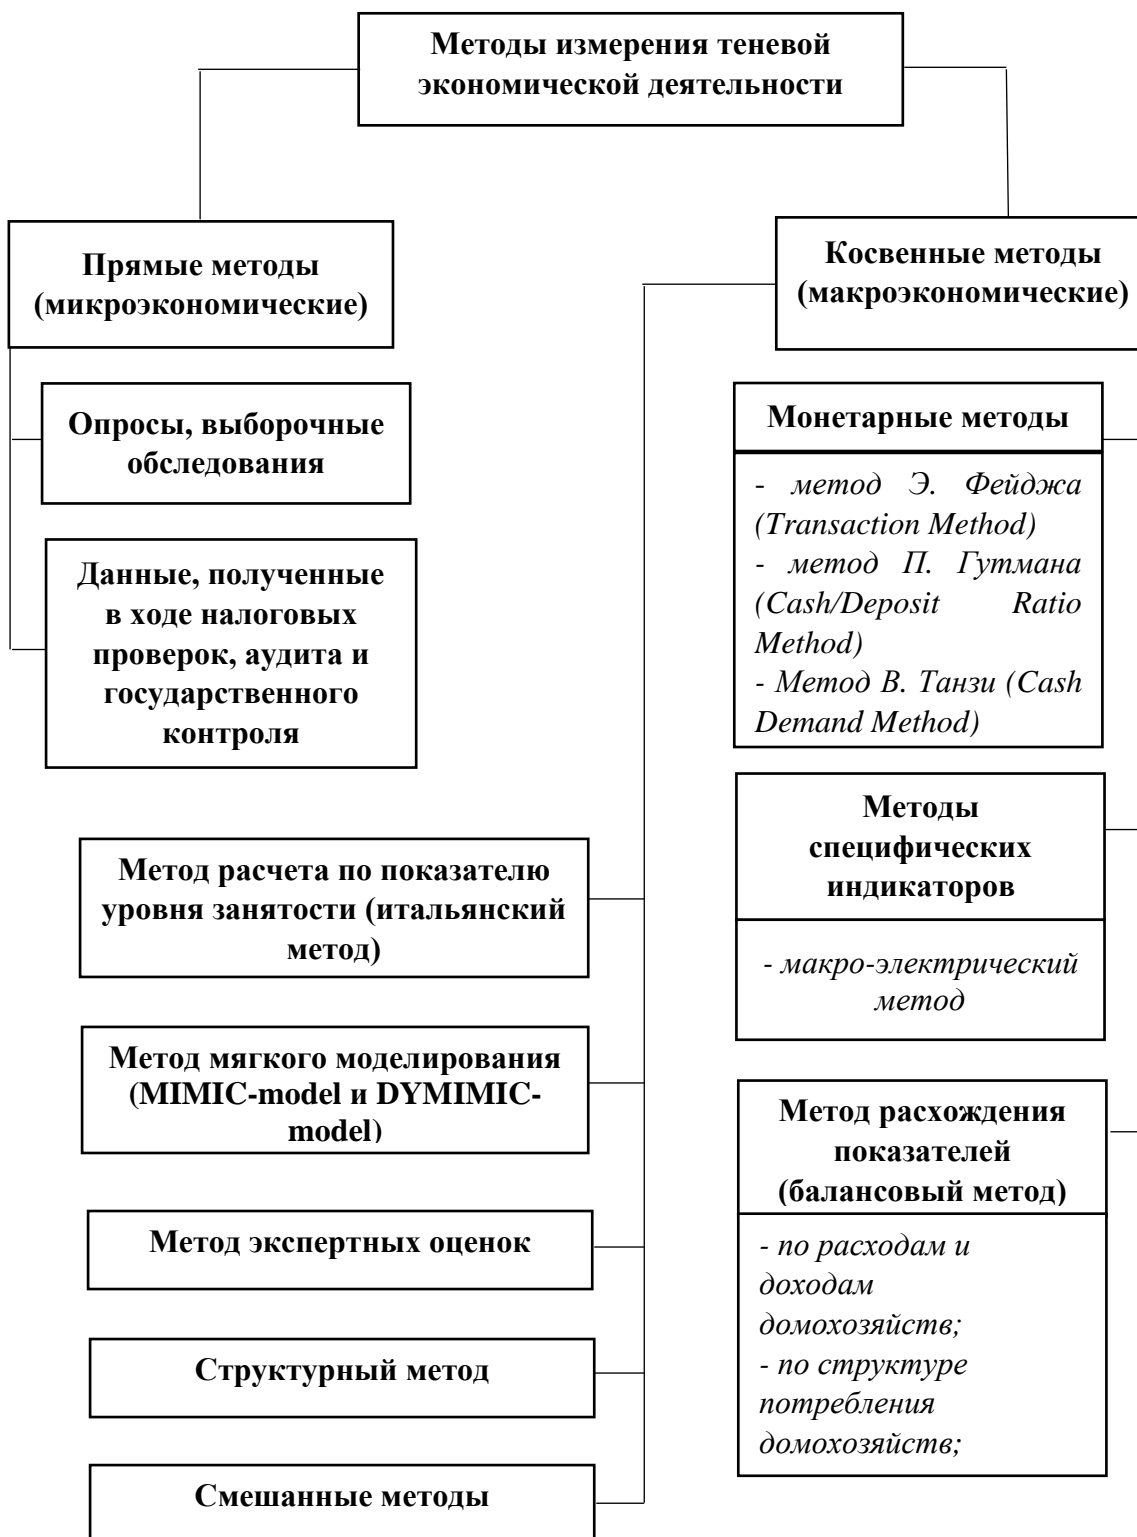 Методы измерения теневой
экономической деятельности
Прямые методы
(микроэкономические)
Косвенные методы
(макроэкономические)
Опросы, выборочные
обследования
Данные, полученные
в ходе налоговых
проверок, аудита и
государственного
контроля
Монетарные методы
- метод Э. Фейджа
(Transaction Method)
- метод П. Гутмана
(Cash/Deposit Ratio
Method)
- Метод В. Танзи (Cash
Demand Method)
Методы
специфических
индикаторов
- макро-электрический
метод
Метод расхождения
показателей
(балансовый метод)
- по расходам и
доходам
домохозяйств;
- по структуре
потребления
домохозяйств;
Метод расчета по показателю
уровня занятости (итальянский
метод)
Метод мягкого моделирования
(MIMIC-model и DYMIMIC-
model)
Метод экспертных оценок
Структурный метод
Смешанные методы